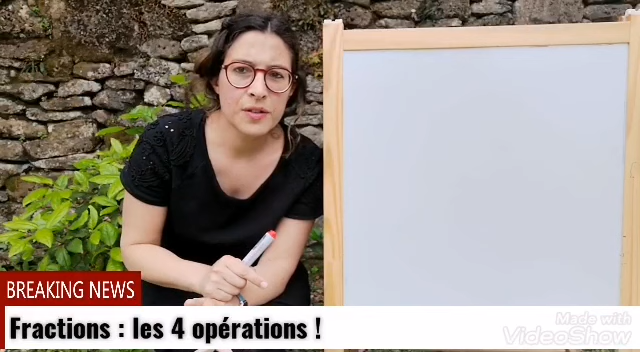 BREAKING NEWS
Fractions : les 4 opérations !
Made with
VideoShow